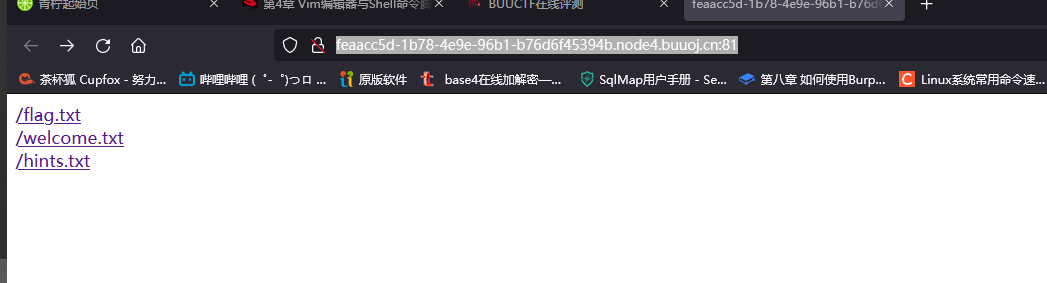 青柠起始页
第4章 Vim编辑器与Shell命令脚
BUUCTF在线评测
feaacc5d-1b78-4e9e-96b1-b76d6f
feaacc5d-1b78-4e9e-96b1-b76d6f45394b.node4.buuoj.cn:81
茶杯狐 Cupfox - 努力...
哔哩哔哩 ( ゜- ゜)つロ ...
原版软件
base4在线加解密—...
SqlMap用户手册 - Se...
第八章 如何使用Burp...
Linux系统常用命令速...
/flag.txt
/welcome.txt
/hints.txt